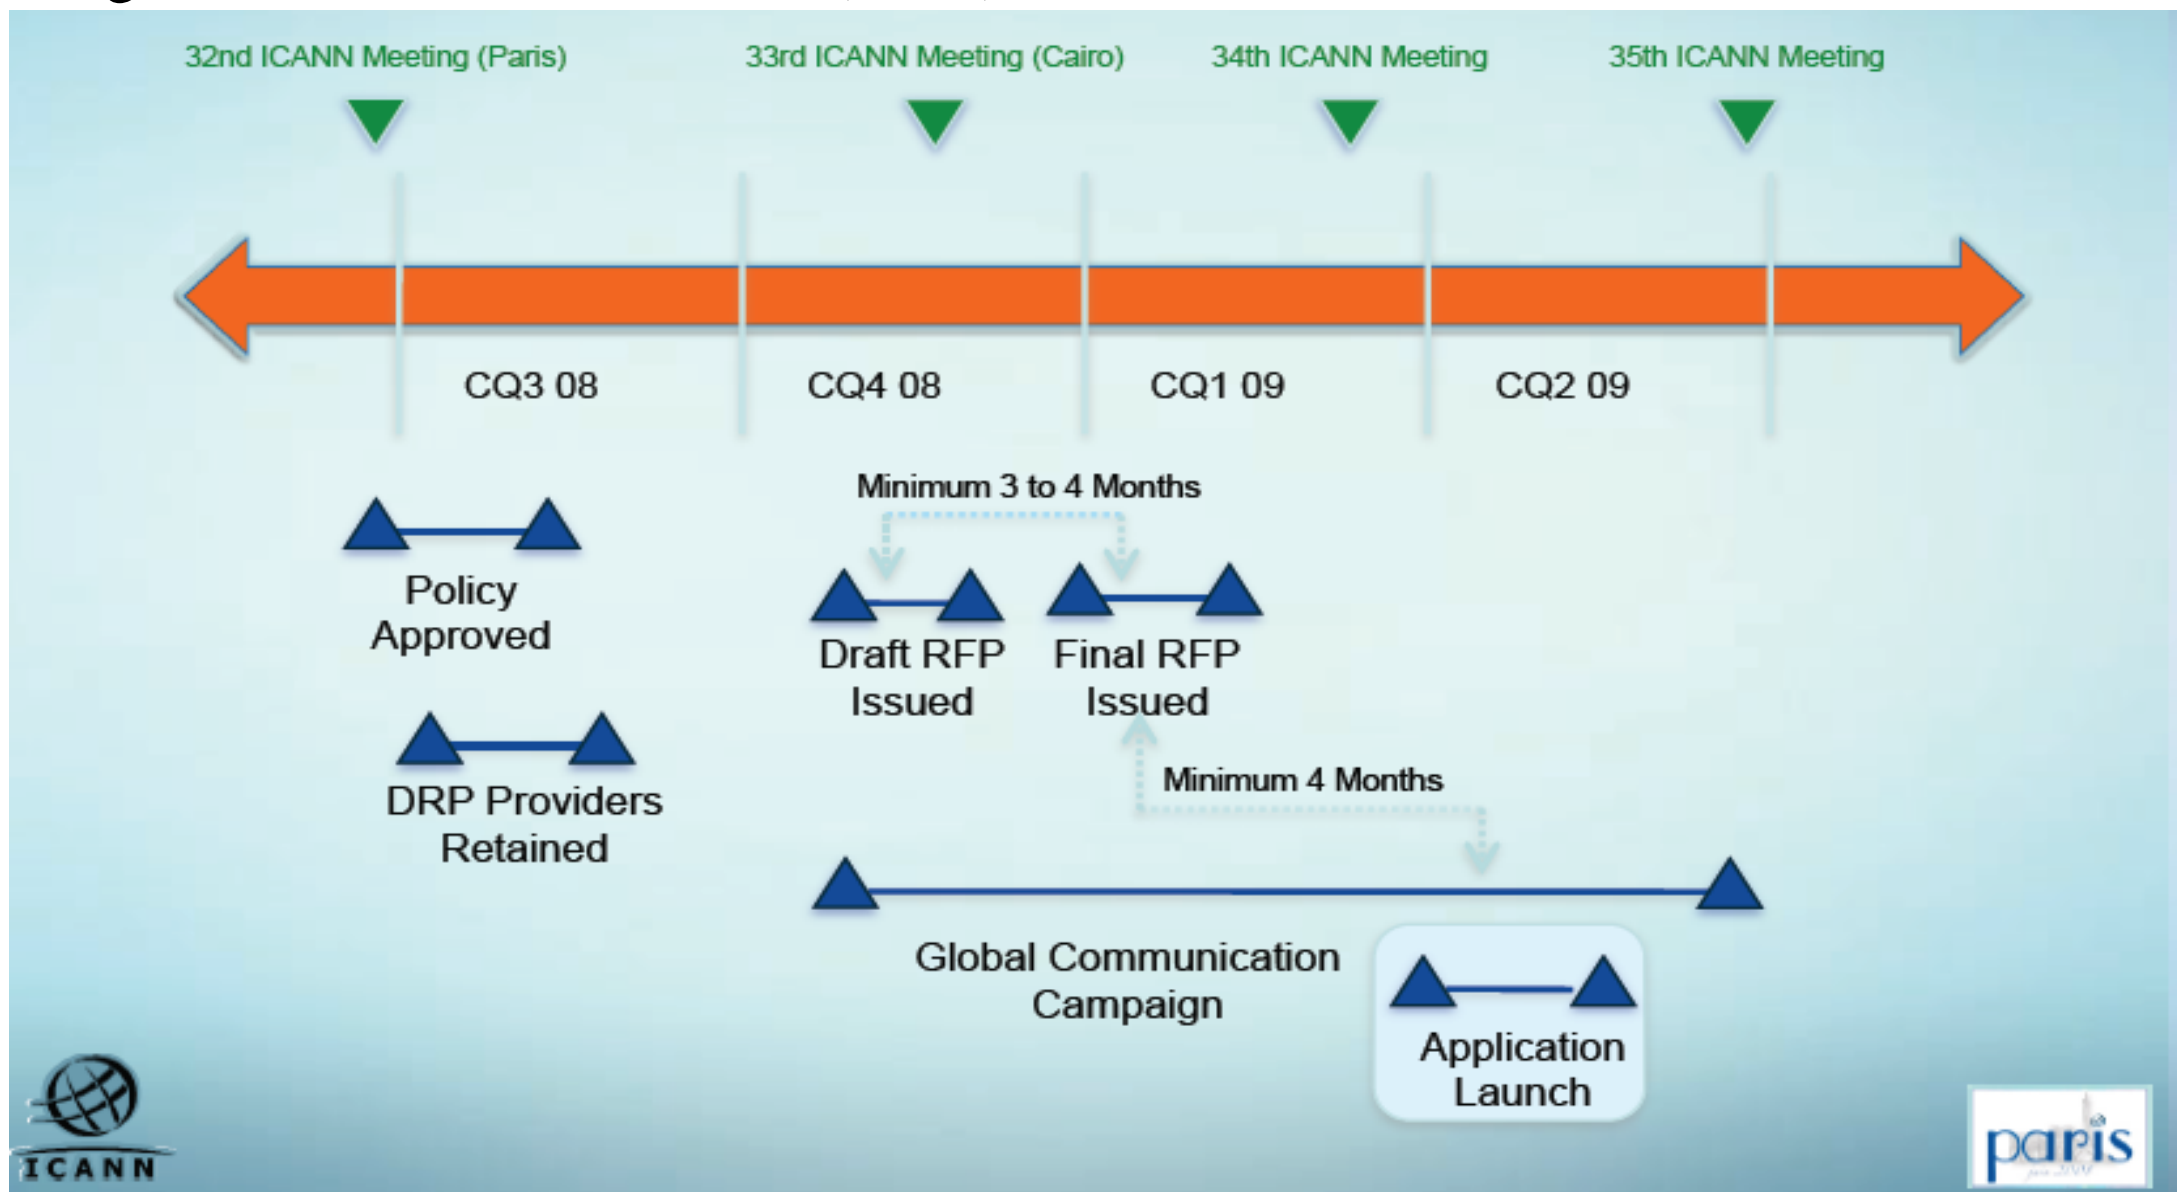 32nd ICANN Meeting (Paris)
33rd ICANN Meeting (Cairo)
34th ICANN Meeting
35th ICANN Meeting
CQ3 08
CQ4 08
CQ1 09
CQ2 09
Minimum 3 to 4 Months
Policy
Approved
Draft RFP
Issued
Final RFP
Issued
Minimum 4 Months
DRP Providers
Retained
Global Communication
Campaign
Application
Launch
ICANN
paris